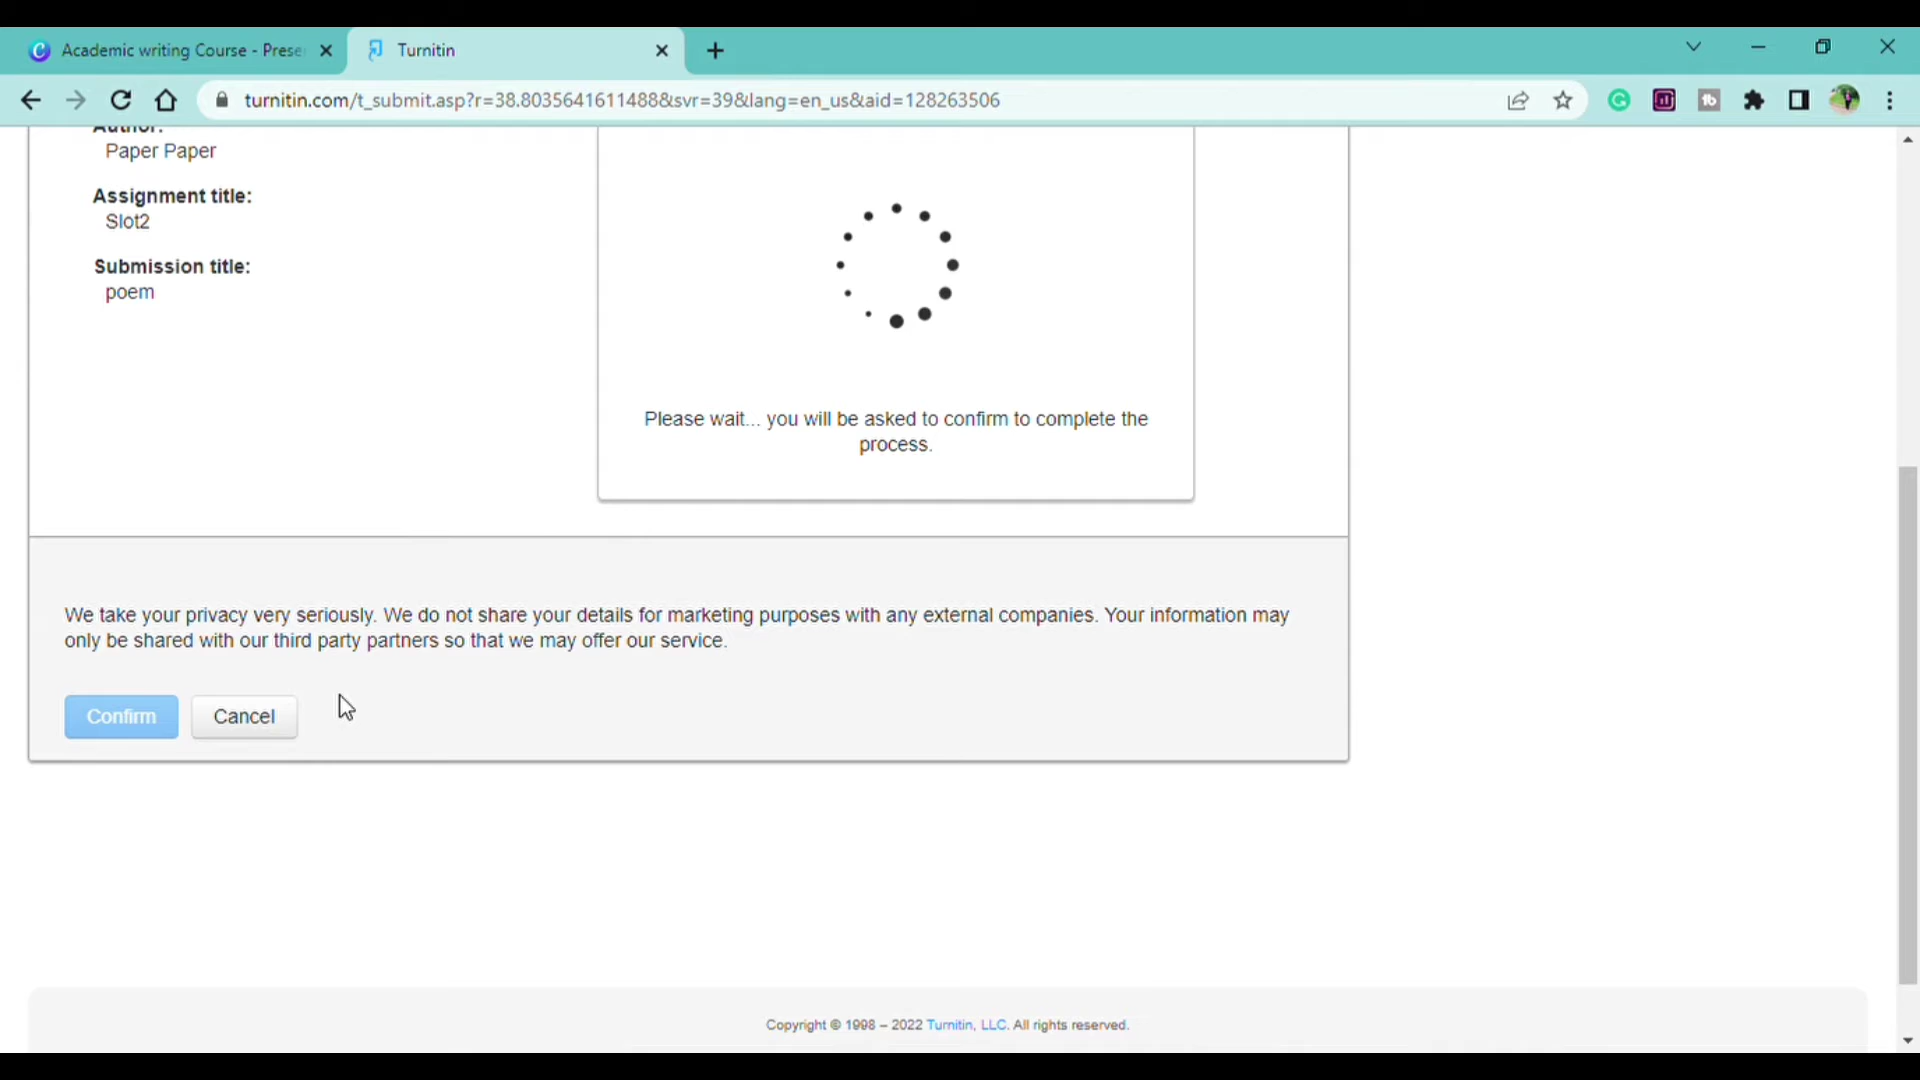 Academic writing Course - Prese
Turnitin
turnitin.com/t_submit.asp?r=38.8035641611488&svr=39&lang=en_us&aid=128263506
Author:
Paper Paper
Assignment title:
Slot2
Submission title:
poem
Please wait... you will be asked to confirm to complete the
process.
We take your privacy very seriously. We do not share your details for marketing purposes with any external companies. Your information may
only be shared with our third party partners so that we may offer our service.
Confirm
Cancel
Copyright © 1998 – 2022 Turnitin, LLC. All rights reserved.